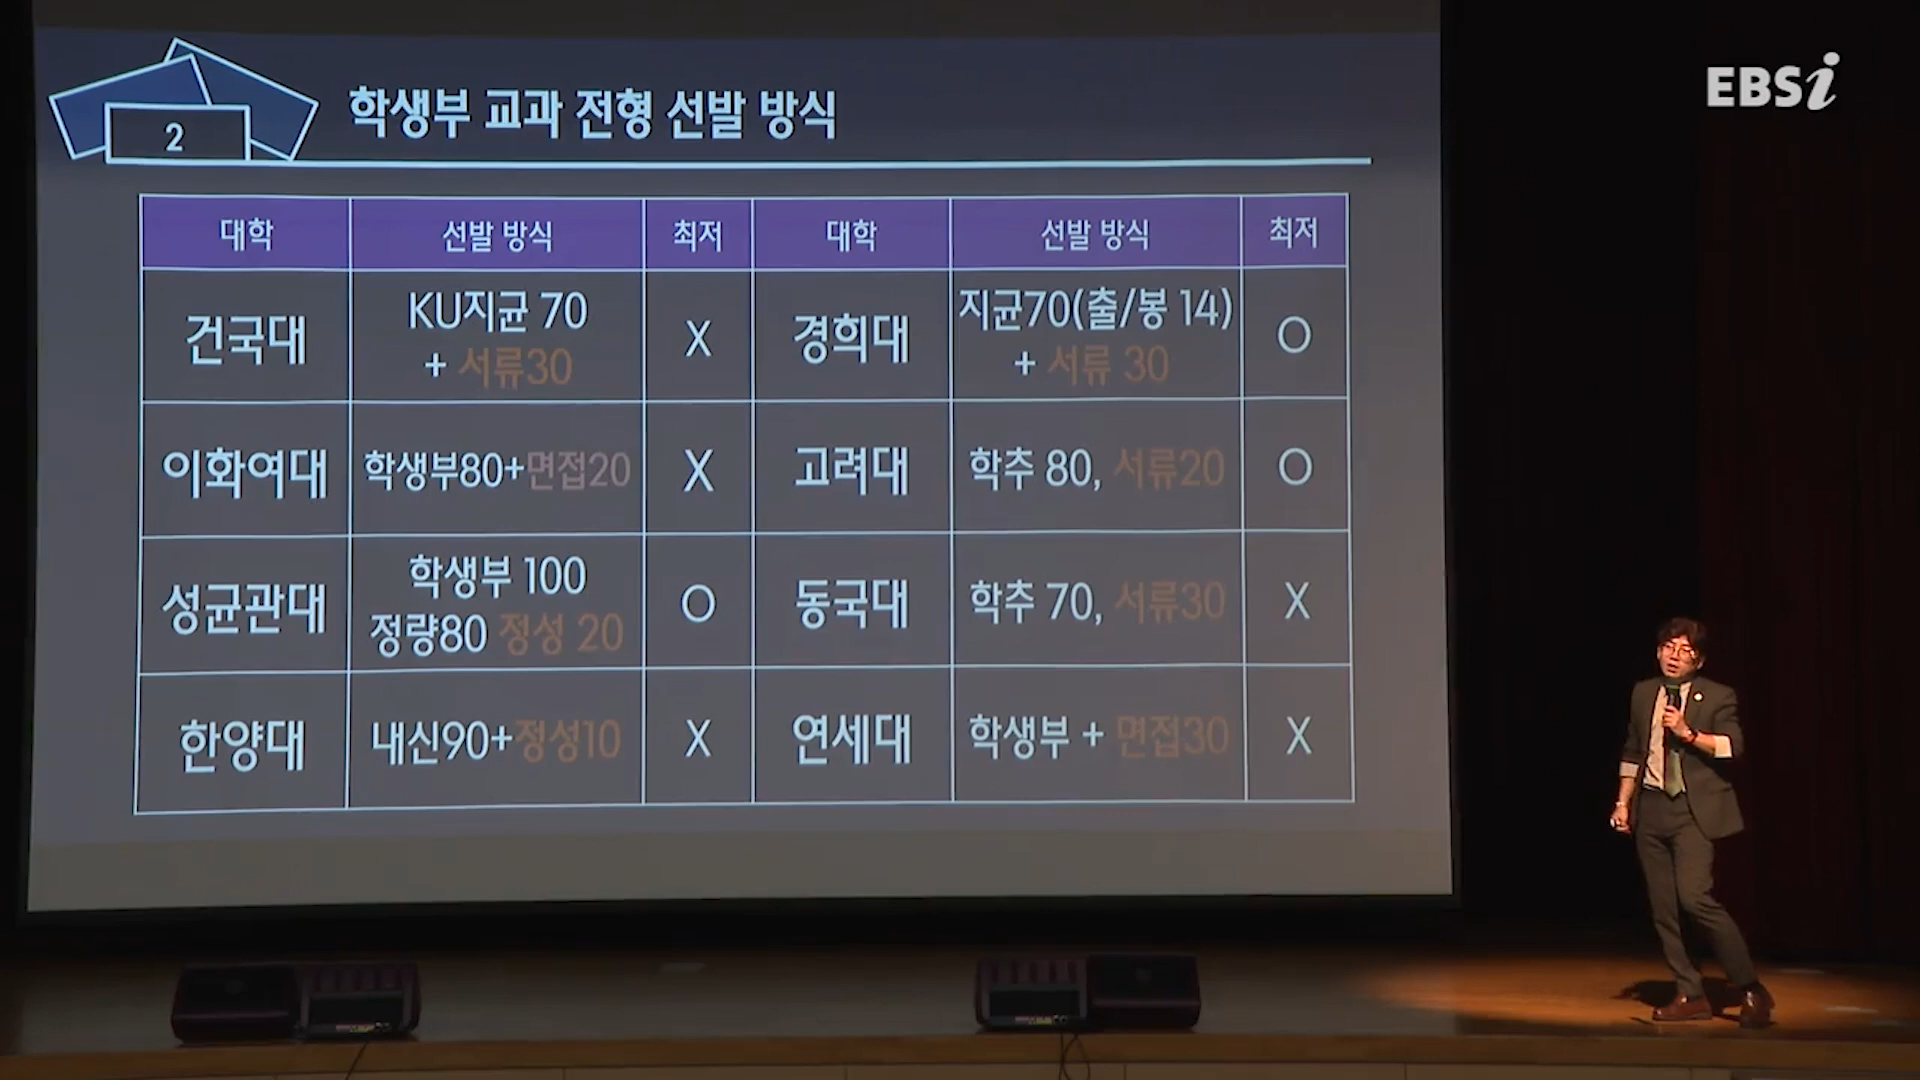 EBSi
2
학생부 교과 전형 선발 방식
대학 선발 방식 최저 대학 선발 방식 최저
건국대 KU지균 70 X 경희대 지균70(출/봉 14) O
+ 서류30 + 서류 30
이화여대 학생부80+면접20 X 고려대 학추 80, 서류20 O
성균관대 학생부 100 O 동국대 학추 70, 서류30 X
정량80 정성 20
한양대 내신90+정성10 X 연세대 학생부 + 면접30 X